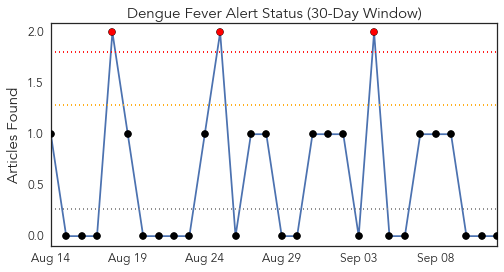 Dengue Fever Alert Status (30-Day Window)
Articles Found
2.0
1.5
1.0
0.5
0.0
Aug 14
Aug 19
Aug 24
Aug 29
Sep 03
Sep 08